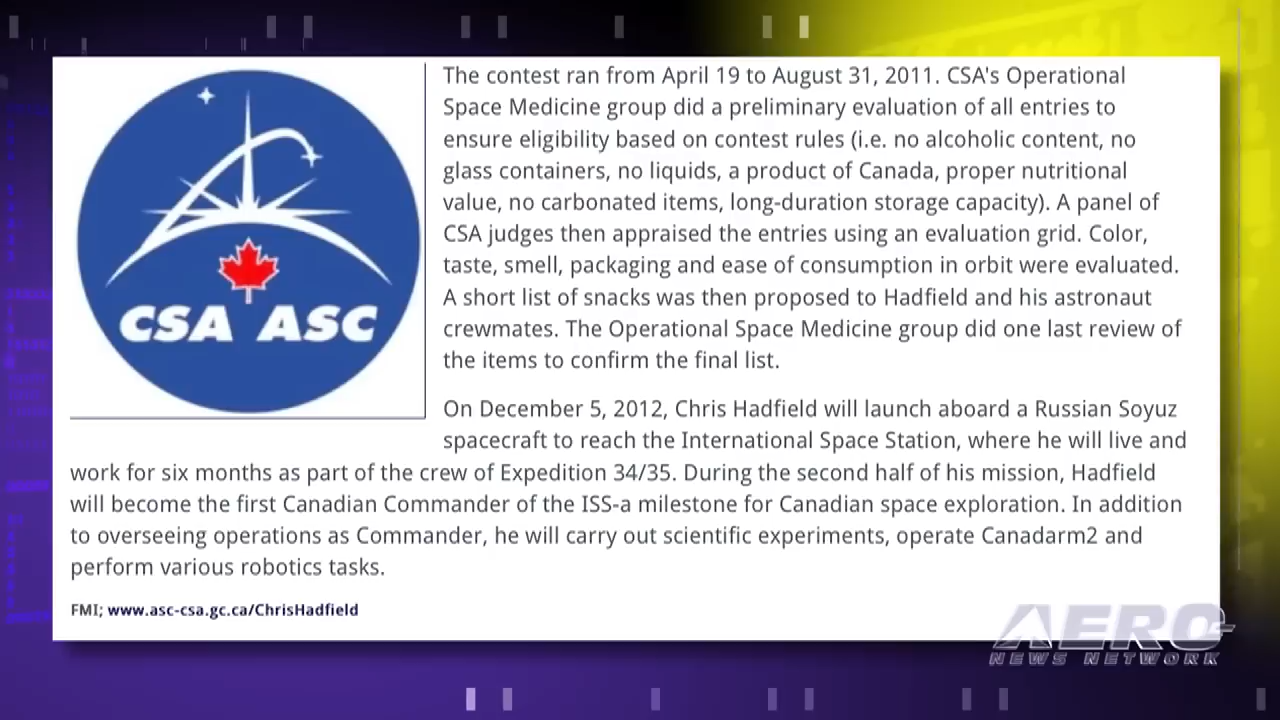 The contest ran from April 19 to August 31, 2011. CSA's Operational
Space Medicine group did a preliminary evaluation of all entries to
ensure eligibility based on contest rules (i.e. no alcoholic content, no
glass containers, no liquids, a product of Canada, proper nutritional
value, no carbonated items, long-duration storage capacity). A panel of
CSA judges then appraised the entries using an evaluation grid. Color,
taste, smell, packaging and ease of consumption in orbit were evaluated.
A short list of snacks was then proposed to Hadfield and his astronaut
crewmates. The Operational Space Medicine group did one last review of
the items to confirm the final list.
CSA ASC
On December 5, 2012, Chris Hadfield will launch aboard a Russian Soyuz
spacecraft to reach the International Space Station, where he will live and
work for six months as part of the crew of Expedition 34/35. During the second half of his mission, Hadfield
will become the first Canadian Commander of the ISS-a milestone for Canadian space exploration. In addition
to overseeing operations as Commander, he will carry out scientific experiments, operate Canadarm2 and
perform various robotics tasks.
FMI; www.asc-csa.gc.ca/ChrisHadfield
AERO
NEWS NETWORK